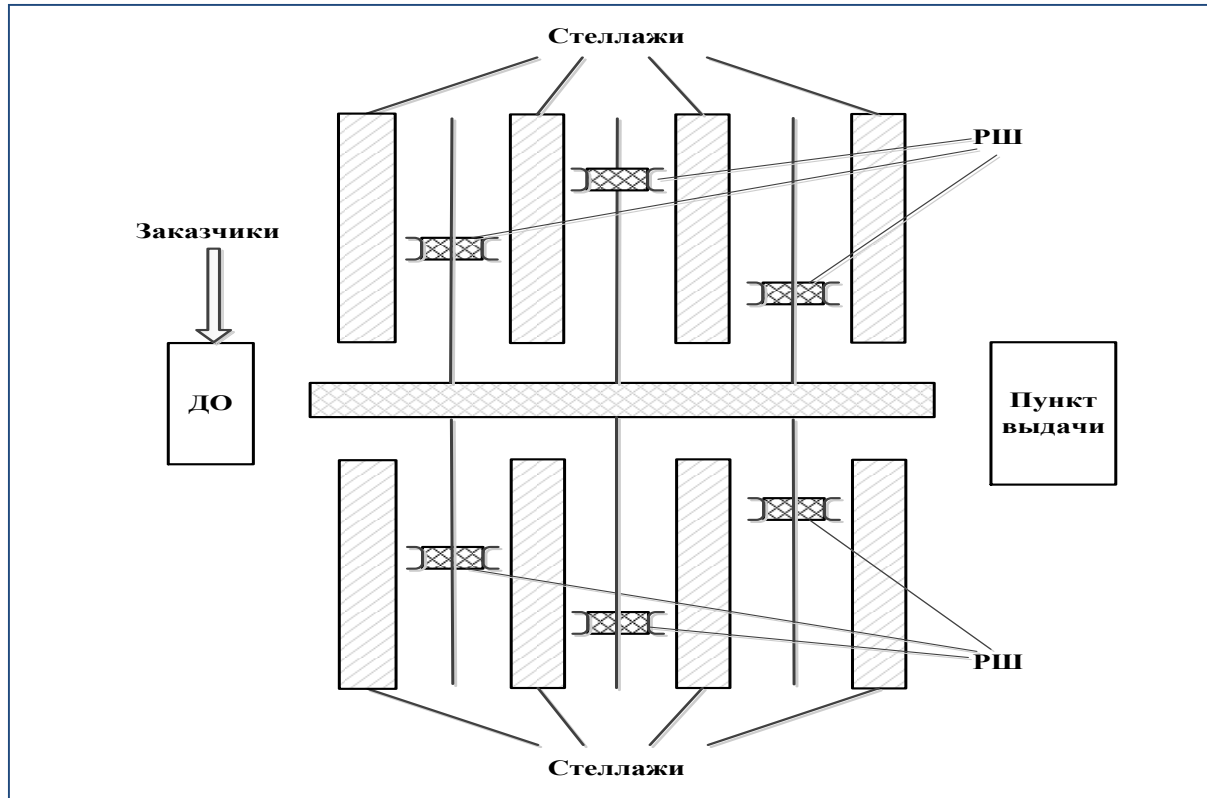 Стеллажи
РШ
Заказчики
ДО
Пункт
выдачи
РШ
Стеллажи